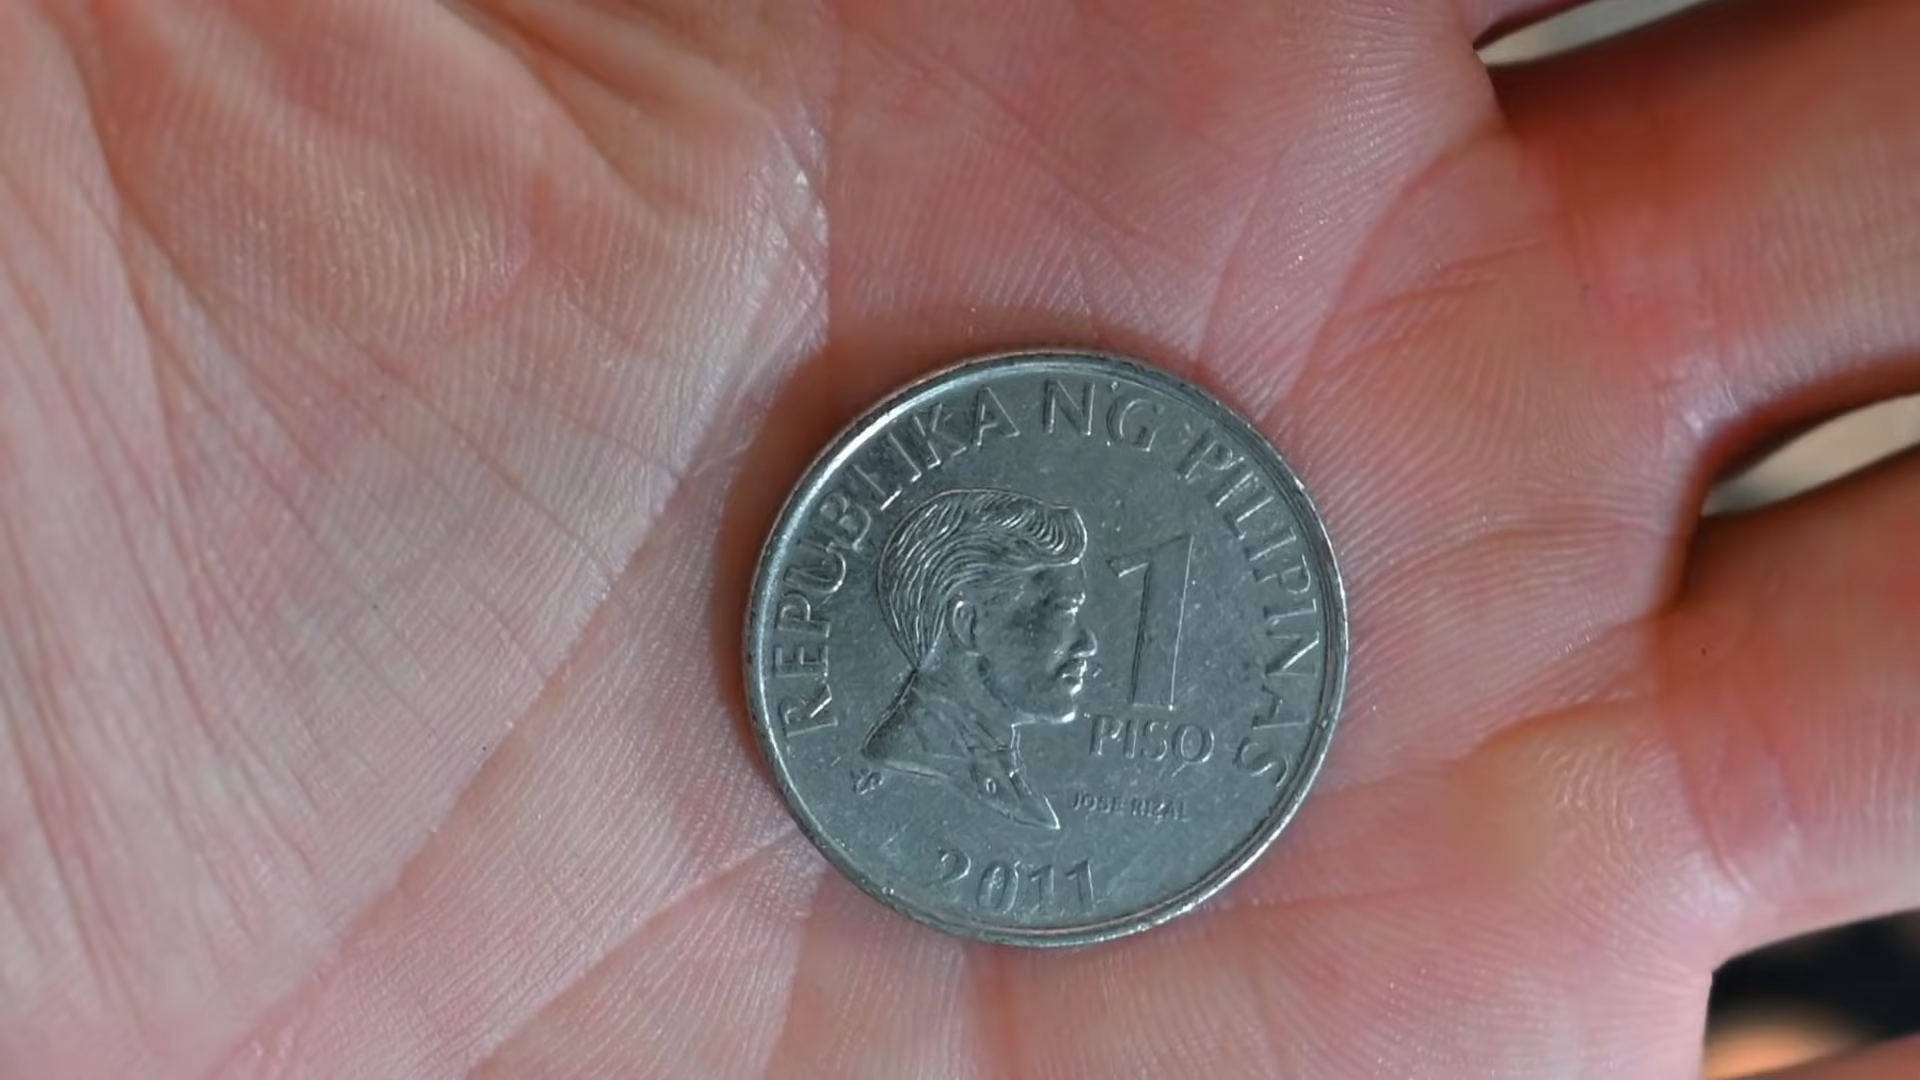 REPUBLIKA NG PILIPINAS
1
PISO
JOSE RIZAL
2011